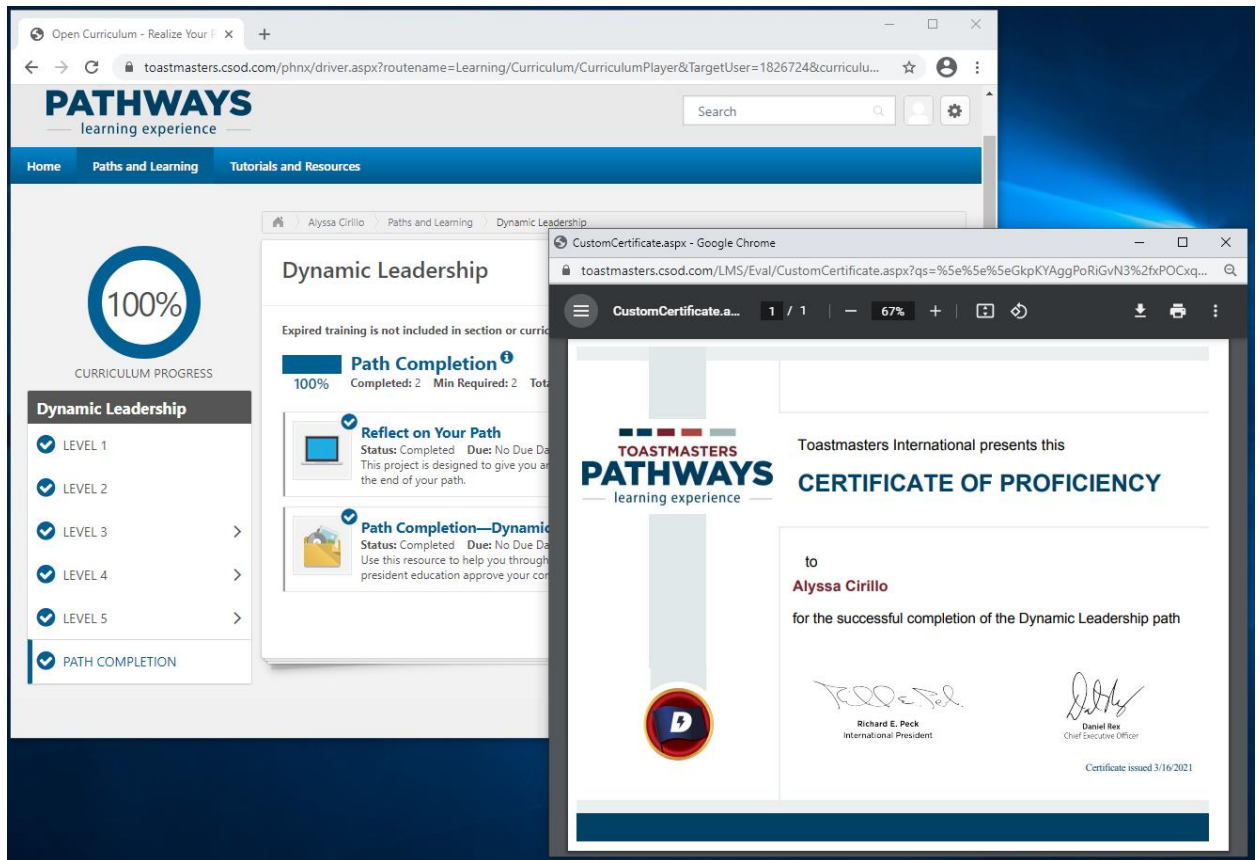 Open Curriculum - Realize Your P
toastmasters.csod.com/phnx/driver.aspx?routename=Learning/Curriculum/CurriculumPlayer&TargetUser=1826724&curriculu...
PATHWAYS
learning experience
Search
Home Paths and Learning Tutorials and Resources
Alyssa Cirillo Paths and Learning Dynamic Leadership
100%
CURRICULUM PROGRESS
Dynamic Leadership
LEVEL 1
LEVEL 2
LEVEL 3
LEVEL 4
LEVEL 5
PATH COMPLETION
Dynamic Leadership
Expired training is not included in section or curric
Path Completion
100% Completed: 2 Min Required: 2 Tota
Reflect on Your Path
Status: Completed Due: No Due Da
This project is designed to give you an
the end of your path.
Path Completion—Dynamic
Status: Completed Due: No Due Da
Use this resource to help you through
president education approve your con
CustomCertificate.aspx - Google Chrome
toastmasters.csod.com/LMS/Eval/CustomCertificate.aspx?qs=%5e%5e%5eGkpKYAggPoRiGvN3%2fxPOCxq...
CustomCertificate.a... 1 / 1 67%
TOASTMASTERS
PATHWAYS
learning experience
Toastmasters International presents this
CERTIFICATE OF PROFICIENCY
to
Alyssa Cirillo
for the successful completion of the Dynamic Leadership path
Richard E. Peck
International President
Daniel Rex
Chief Executive Officer
Certificate issued 3/16/2021
D